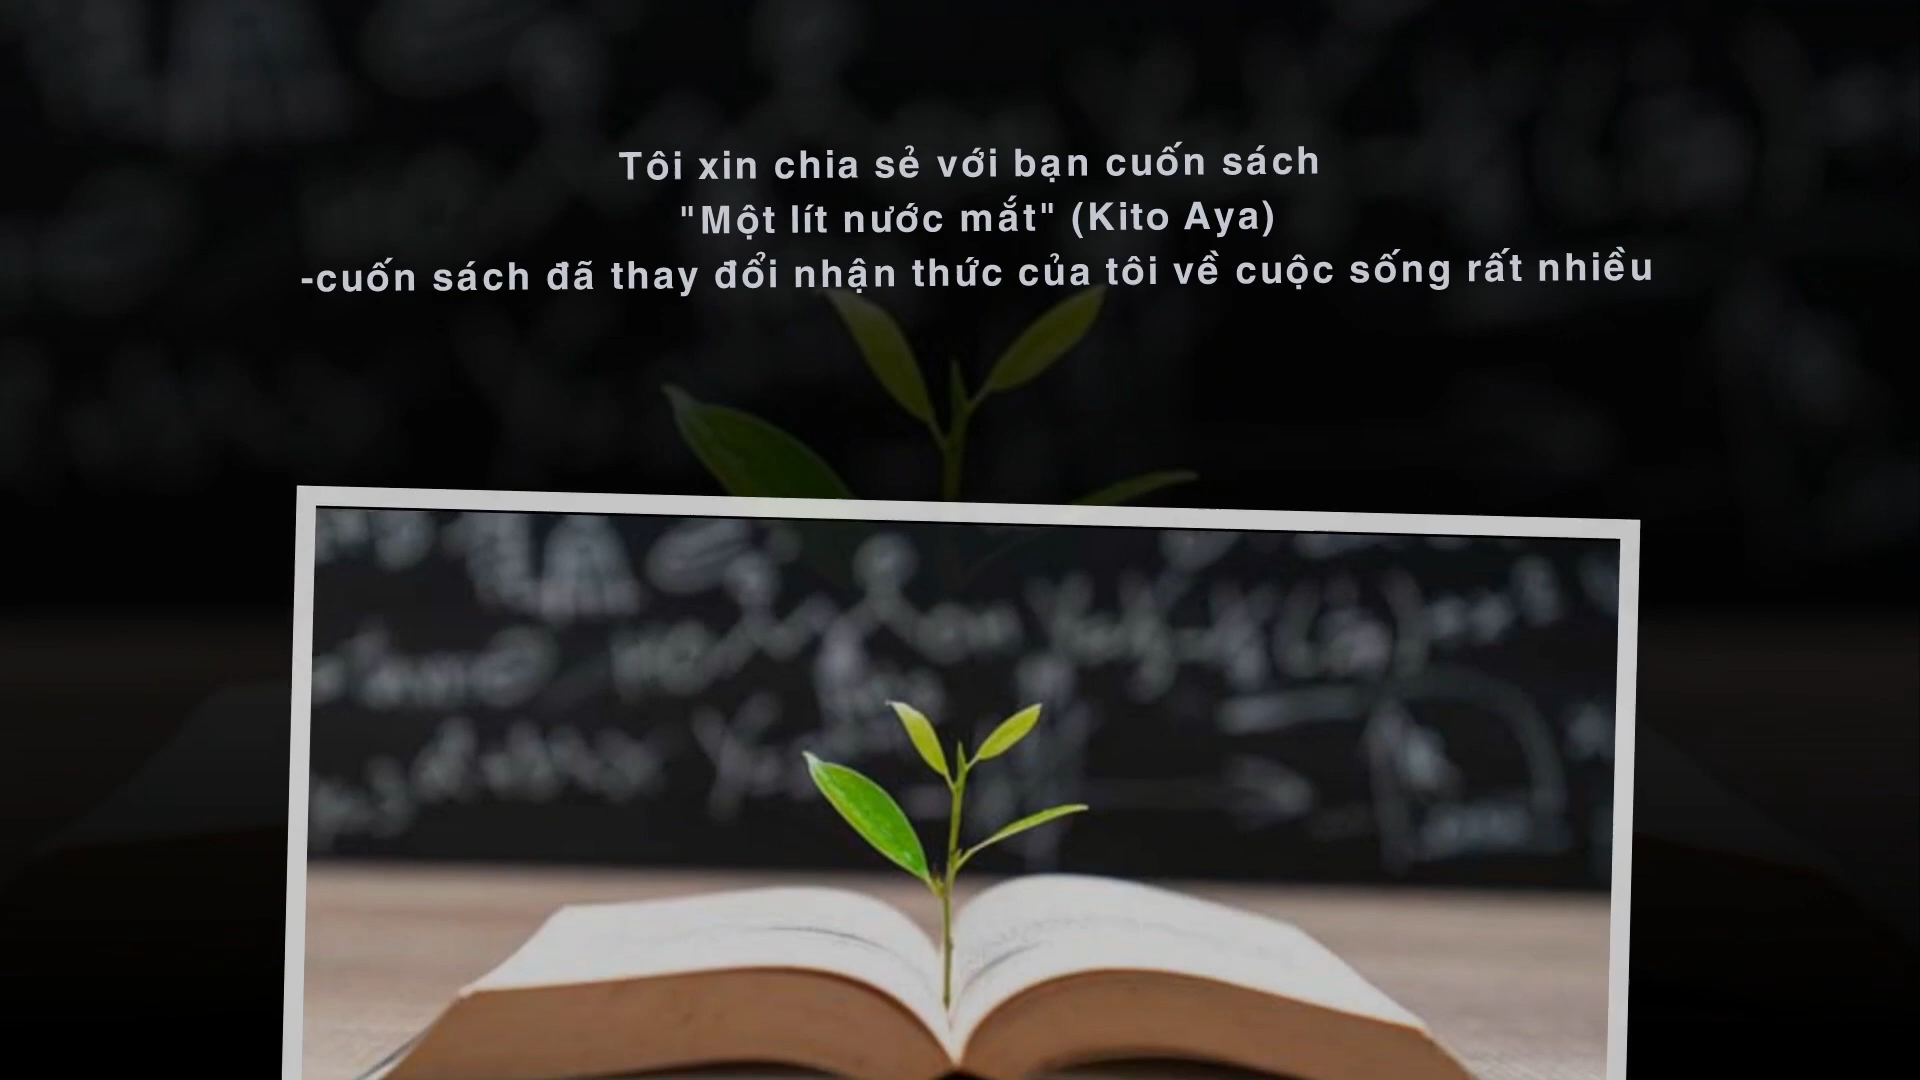 Tôi xin chia sẻ với bạn cuốn sách
"Một lít nước mắt" (Kito Aya)
-cuốn sách đã thay đổi nhận thức của tôi về cuộc sống rất nhiều